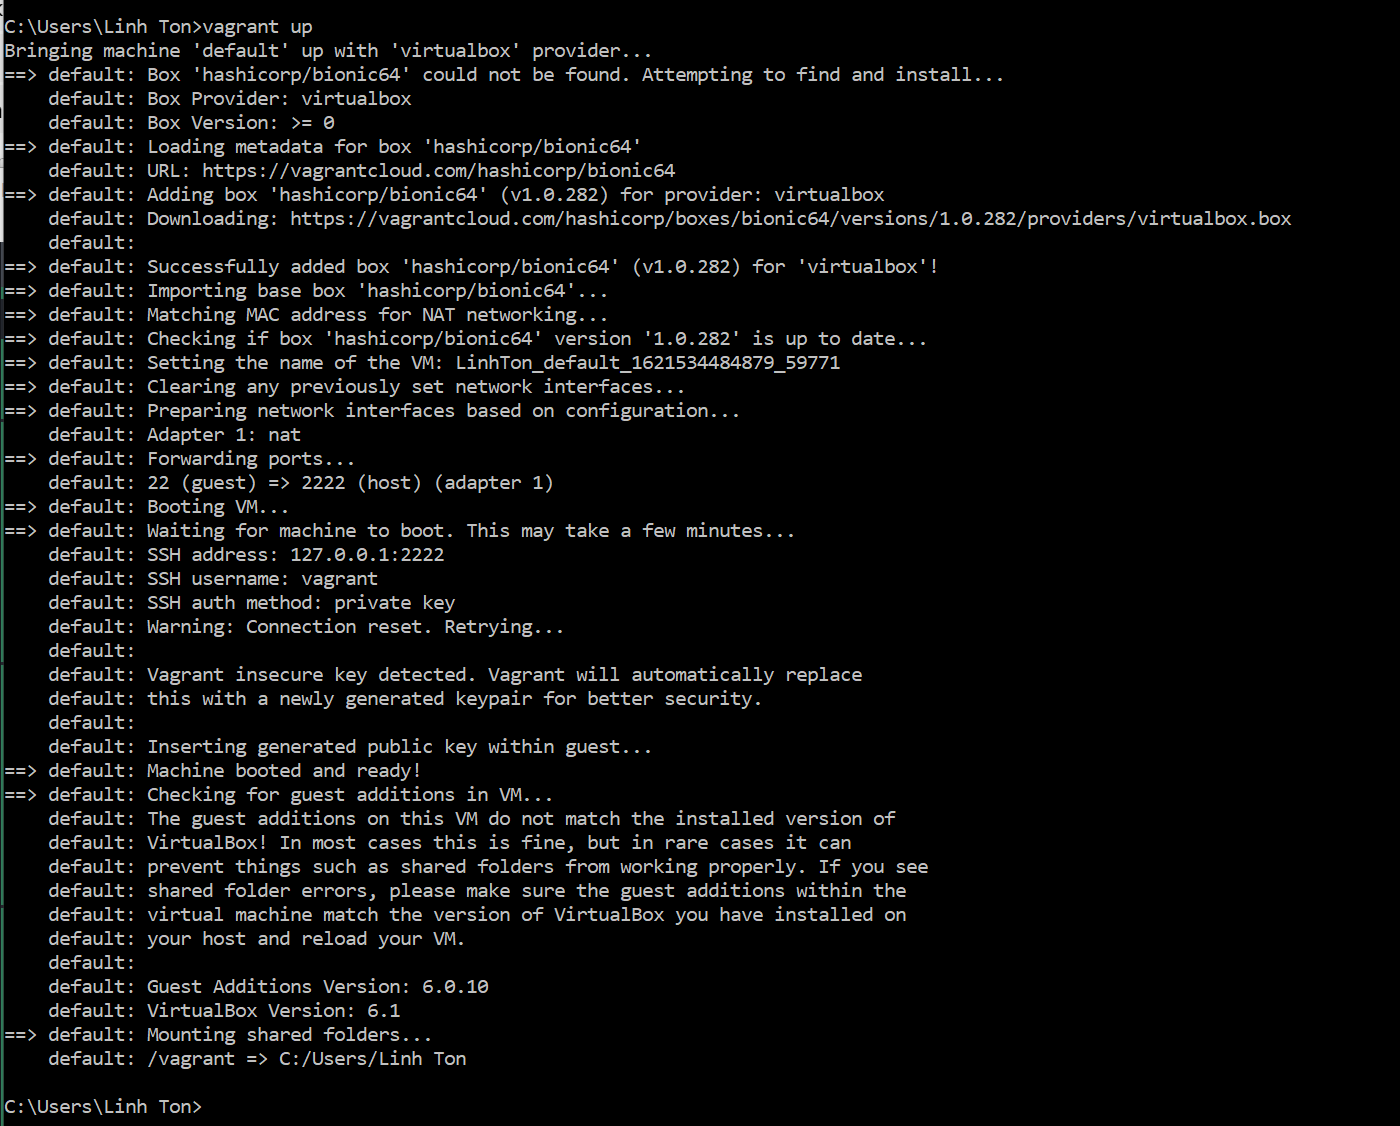 C:\Users\Linh Ton>vagrant up
Bringing machine 'default' up with 'virtualbox' provider...
==> default: Box 'hashicorp/bionic64' could not be found. Attempting to find and install...
    default: Box Provider: virtualbox
    default: Box Version: >= 0
==> default: Loading metadata for box 'hashicorp/bionic64'
    default: URL: https://vagrantcloud.com/hashicorp/bionic64
==> default: Adding box 'hashicorp/bionic64' (v1.0.282) for provider: virtualbox
    default: Downloading: https://vagrantcloud.com/hashicorp/boxes/bionic64/versions/1.0.282/providers/virtualbox.box
    default:
==> default: Successfully added box 'hashicorp/bionic64' (v1.0.282) for 'virtualbox'!
==> default: Importing base box 'hashicorp/bionic64'...
==> default: Matching MAC address for NAT networking...
==> default: Checking if box 'hashicorp/bionic64' version '1.0.282' is up to date...
==> default: Setting the name of the VM: LinhTon_default_1621534484879_59771
==> default: Clearing any previously set network interfaces...
==> default: Preparing network interfaces based on configuration...
    default: Adapter 1: nat
==> default: Forwarding ports...
    default: 22 (guest) => 2222 (host) (adapter 1)
==> default: Booting VM...
==> default: Waiting for machine to boot. This may take a few minutes...
    default: SSH address: 127.0.0.1:2222
    default: SSH username: vagrant
    default: SSH auth method: private key
    default: Warning: Connection reset. Retrying...
    default:
    default: Vagrant insecure key detected. Vagrant will automatically replace
    default: this with a newly generated keypair for better security.
    default:
    default: Inserting generated public key within guest...
==> default: Machine booted and ready!
==> default: Checking for guest additions in VM...
    default: The guest additions on this VM do not match the installed version of
    default: VirtualBox! In most cases this is fine, but in rare cases it can
    default: prevent things such as shared folders from working properly. If you see
    default: shared folder errors, please make sure the guest additions within the
    default: virtual machine match the version of VirtualBox you have installed on
    default: your host and reload your VM.
    default:
    default: Guest Additions Version: 6.0.10
    default: VirtualBox Version: 6.1
==> default: Mounting shared folders...
    default: /vagrant => C:/Users/Linh Ton
C:\Users\Linh Ton>